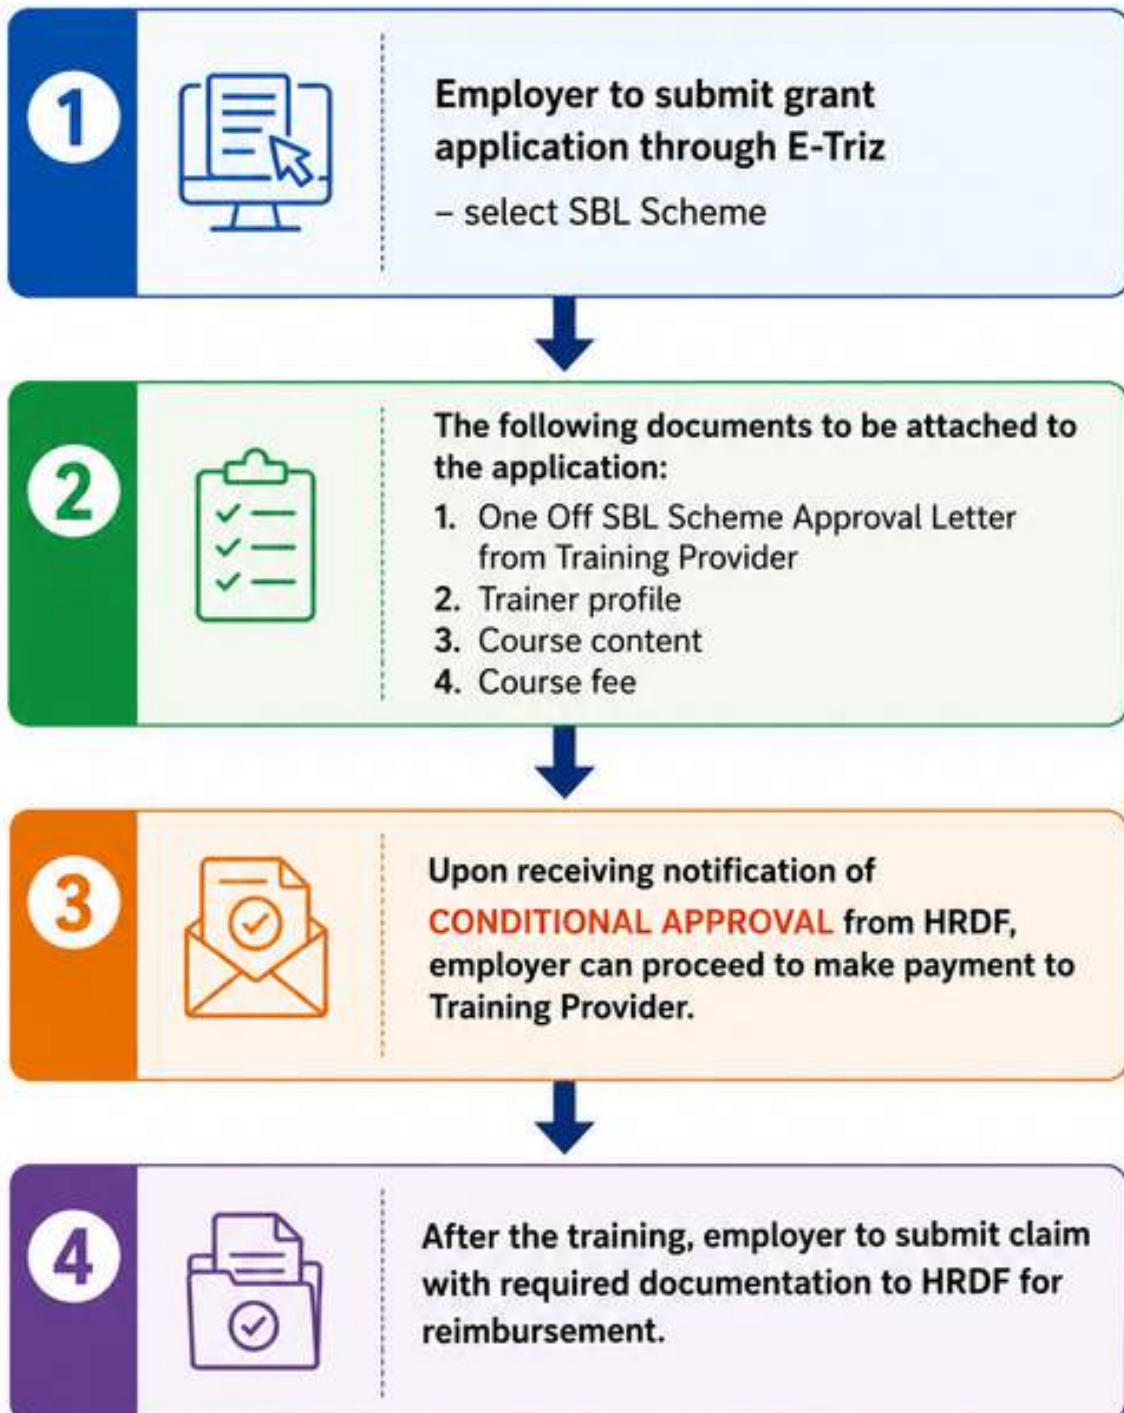 1
Employer to submit grant
application through E-Triz
– select SBL Scheme
2
The following documents to be attached to
the application:
1. One Off SBL Scheme Approval Letter
from Training Provider
2. Trainer profile
3. Course content
4. Course fee
3
Upon receiving notification of
CONDITIONAL APPROVAL from HRDF,
employer can proceed to make payment to
Training Provider.
4
After the training, employer to submit claim
with required documentation to HRDF for
reimbursement.